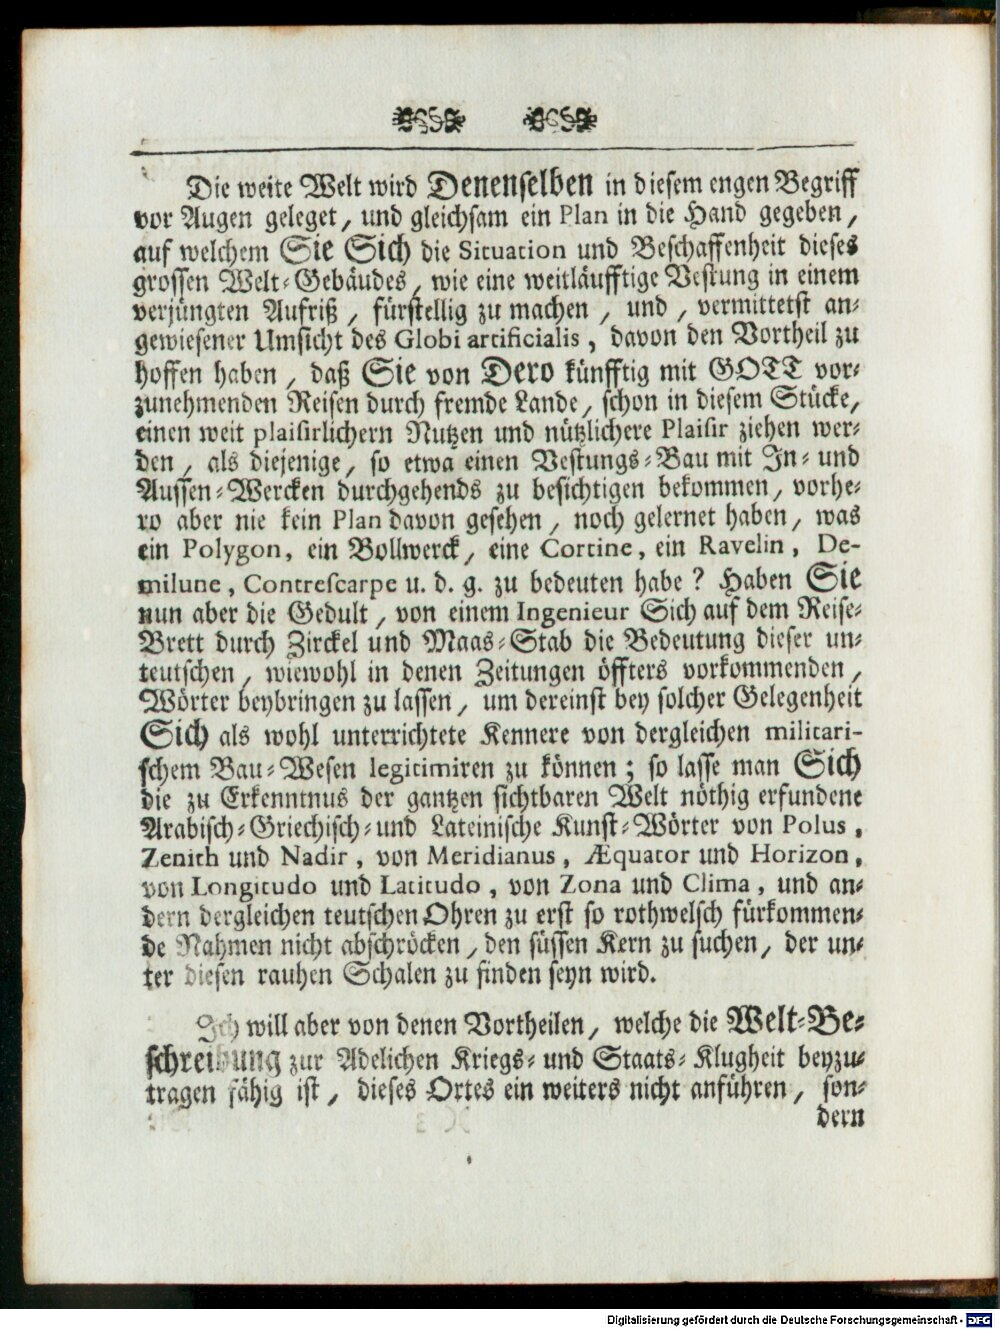 Die weite Welt wird Denenselben in diesem engen Begriff
vor Augen geleget, und gleichsam ein Plan in die Hand gegeben,
auf welchem Sie Sich die Situation und Beschaffenheit dieses
grossen Welt-Gebäudes, wie eine weitläufftige Vestung in einem
verjüngten Aufriß, fürstellig zu machen, und, vermittetst an-
gewiesener Umsicht des Globi artificialis, davon den Vortheil zu
hoffen haben, daß Sie von Dero künfftig mit GOTT vor-
zunehmenden Reisen durch fremde Lande, schon in diesem Stücke,
einen weit plaisirlichern Nutzen und nützlichere Plaisir ziehen wer-
den, als diejenige, so etwa einen Vestungs-Bau mit In- und
Aussen-Wercken durchgehends zu besichtigen bekommen, vorhe-
ro aber nie kein Plan davon gesehen, noch gelernet haben, was
ein Polygon, ein Bollwerck, eine Cortine, ein Ravelin, De-
milune, Contrescarpe u. d. g. zu bedeuten habe? Haben Sie
nun aber die Gedult, von einem Ingenieur Sich auf dem Reise-
Brett durch Zirckel und Maas-Stab die Bedeutung dieser un-
teutschen, wiewohl in denen Zeitungen öffters vorkommenden,
Wörter beybringen zu lassen, um dereinst bey solcher Gelegenheit
Sich als wohl unterrichtete Kennere von dergleichen militari-
schem Bau-Wesen legitimiren zu können; so lasse man Sich
die zu Erkenntnus der gantzen sichtbaren Welt nöthig erfundene
Arabisch-Griechisch-und Lateinische Kunst-Wörter von Polus,
Zenith und Nadir, von Meridianus, Æquator und Horizon,
von Longitudo und Latitudo, von Zona und Clima, und an-
dern dergleichen teutschen Ohren zu erst so rothwelsch fürkommen-
de Nahmen nicht abschröcken, den süssen Kern zu suchen, der un-
ter diesen rauhen Schalen zu finden seyn wird.
Ich will aber von denen Vortheilen, welche die Welt-Be-
schreibung zur Adelichen Kriegs- und Staats-Klugheit beyzu-
tragen fähig ist, dieses Ortes ein weiters nicht anführen, son-
dern
Digitalisierung gefördert durch die Deutsche Forschungsgemeinschaft - DFG